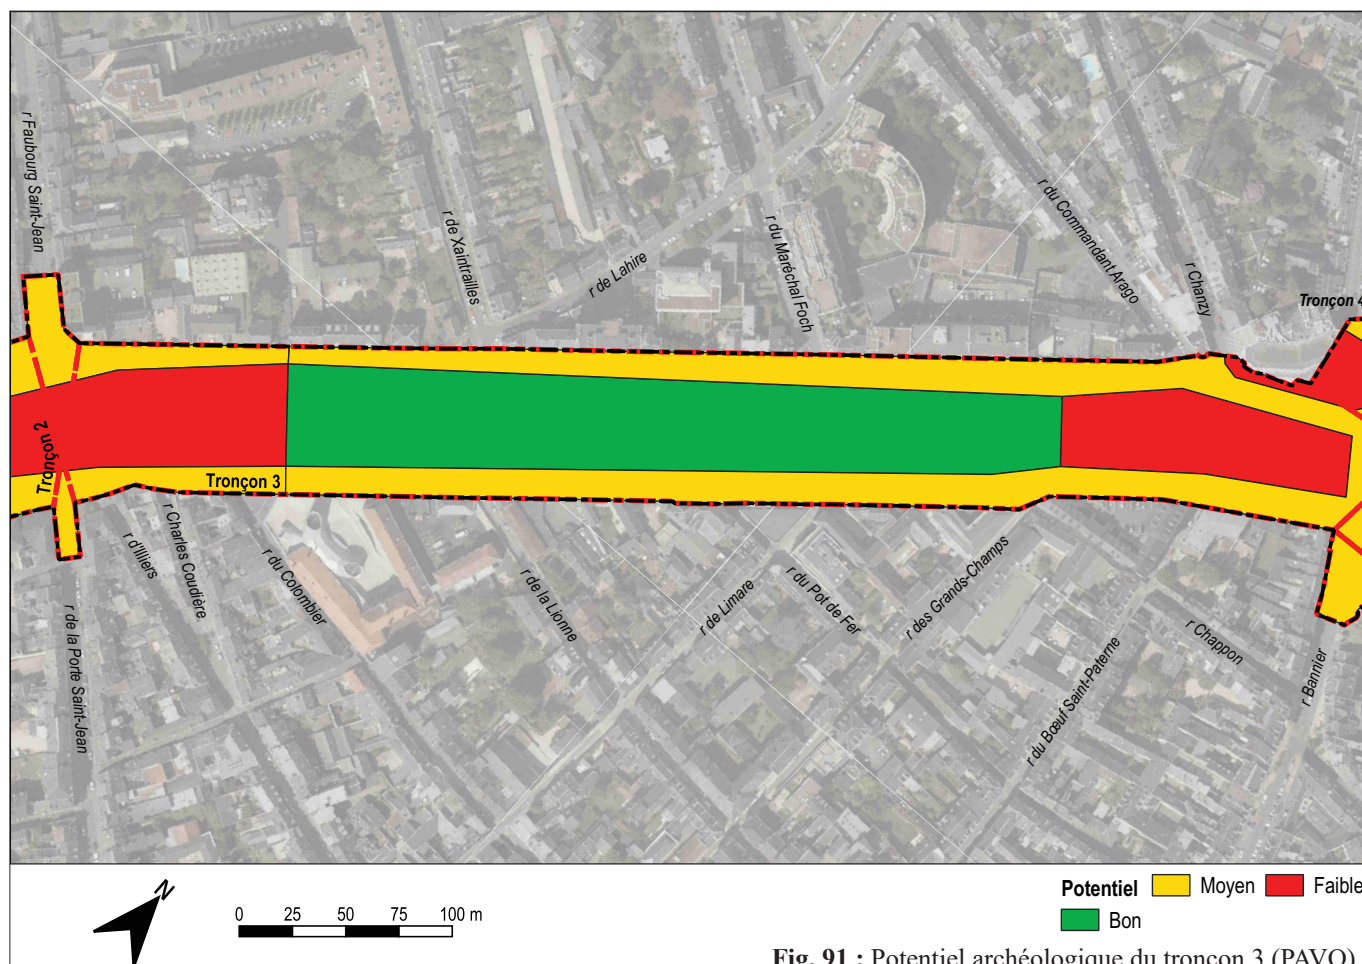 r Faubourg Saint-Jean
r de Xaintrailles
r de Lahire
r du Maréchal Foch
r du Commandant Arago
r Chanzy
Tronçon 4
Tronçon 2
Tronçon 3
r d'Illiers
r Charles Coudière
r du Colombier
r de la Porte Saint-Jean
r de la Lionne
r de Limare
r du Pot de Fer
r des Grands-Champs
r du Bœuf Saint-Paterne
r Chappon
r Bannier
N
0 25 50 75 100 m
Potentiel Moyen Faible
Bon
Fig. 91 : Potentiel archéologique du tronçon 3 (PAVO)